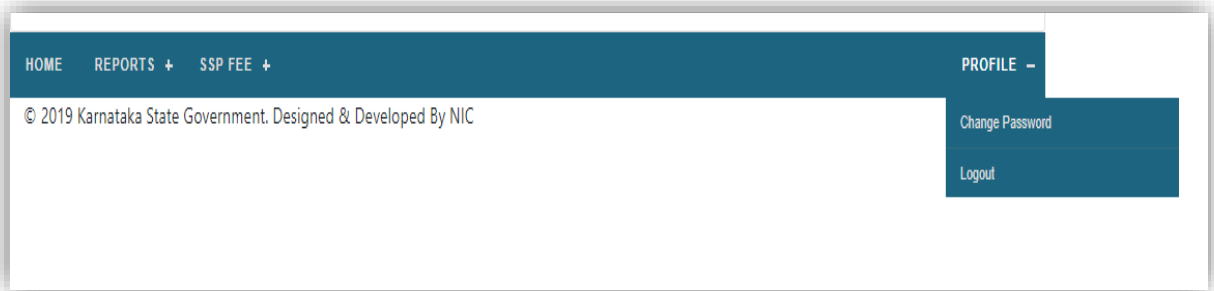 HOME REPORTS + SSP FEE + PROFILE –
© 2019 Karnataka State Government. Designed & Developed By NIC
Change Password
Logout